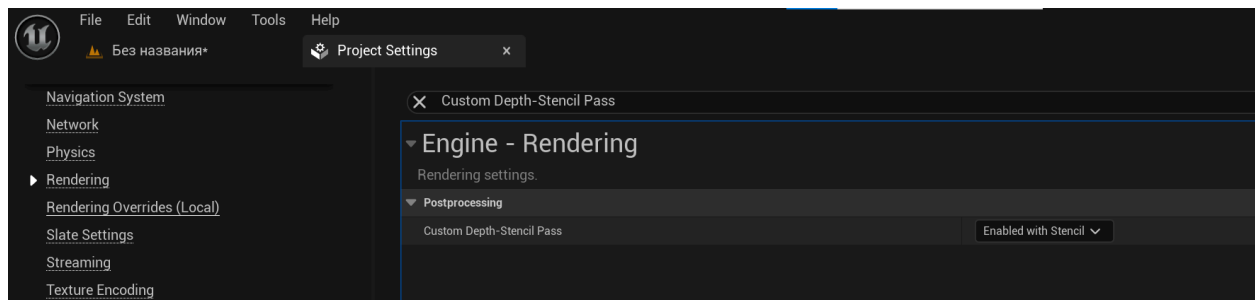 File Edit Window Tools Help
Без названия*
Project Settings
Navigation System
Network
Physics
Rendering
Rendering Overrides (Local)
Slate Settings
Streaming
Texture Encoding
Custom Depth-Stencil Pass
Engine - Rendering
Rendering settings.
Postprocessing
Custom Depth-Stencil Pass
Enabled with Stencil